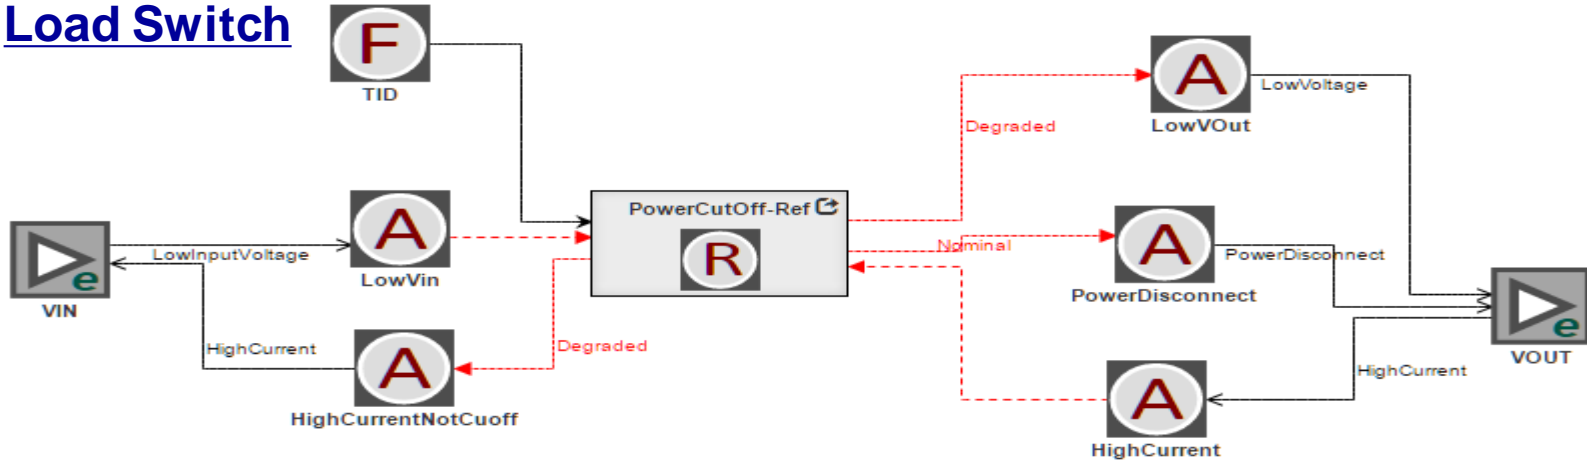 Load Switch
F
TID
A
LowVoltage
LowVOut
Degraded
PowerCutOff-Ref
R
A
LowInputVoltage
LowVin
e
VIN
Nominal
A
PowerDisconnect
PowerDisconnect
e
VOUT
HighCurrent
A
Degraded
HighCurrentNotCuoff
HighCurrent
A
HighCurrent